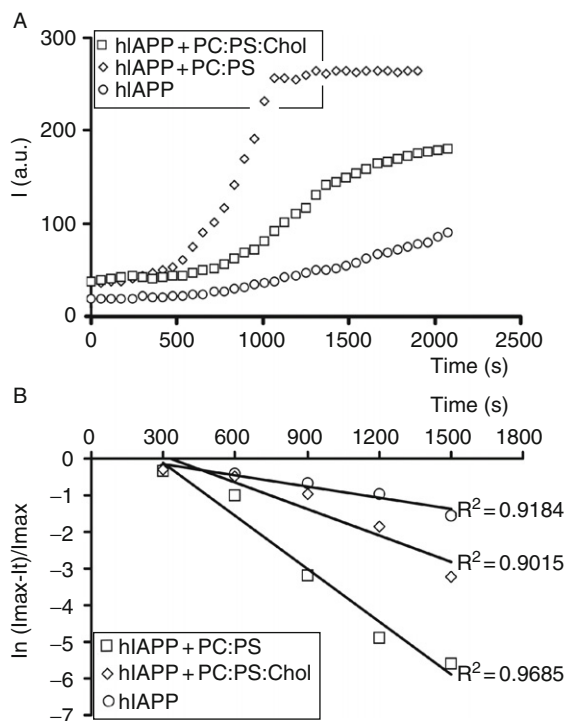 A
300
200
100
0
I (a.u.)
hIAPP + PC:PS:Chol
hIAPP + PC:PS
hIAPP
0 500 1000 1500 2000 2500
Time (s)
B
Time (s)
0 300 600 900 1200 1500 1800
0
−1
−2
−3
−4
−5
−6
−7
ln (Imax-It)/Imax
R² = 0.9184
R² = 0.9015
R² = 0.9685
hIAPP + PC:PS
hIAPP + PC:PS:Chol
hIAPP